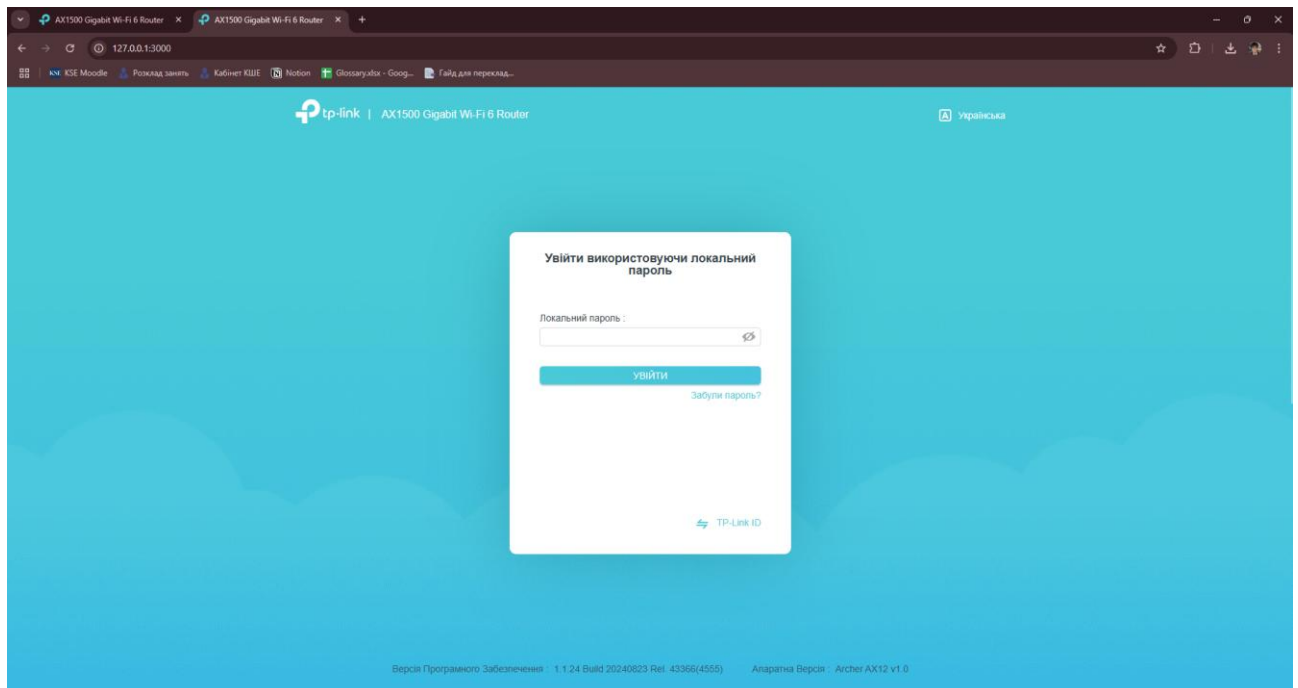 AX1500 Gigabit Wi-Fi 6 Router
AX1500 Gigabit Wi-Fi 6 Router
127.0.0.1:3000
KSE KSE Moodle
Розклад занять
Кабінет КШЕ
Notion
Glossary.xlsx - Goog...
Гайд для переклад...
tp-link | AX1500 Gigabit Wi-Fi 6 Router
Українська
Увійти використовуючи локальний
пароль
Локальний пароль :
УВІЙТИ
Забули пароль?
TP-Link ID
Версія Програмного Забезпечення : 1.1.24 Build 20240823 Rel. 43366(4555) Апаратна Версія : Archer AX12 v1.0